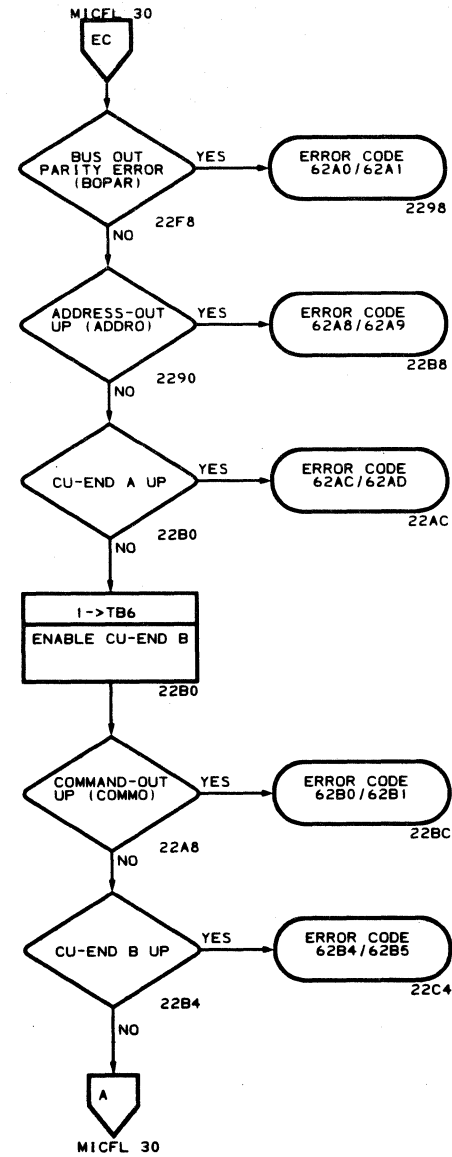 MICFL 30
EC
BUS OUT
PARITY ERROR
(BOPAR)
YES
ERROR CODE
62A0/62A1
2298
22F8
NO
ADDRESS-OUT
UP (ADDRO)
YES
ERROR CODE
62A8/62A9
22B8
2290
NO
CU-END A UP
YES
ERROR CODE
62AC/62AD
22AC
22B0
NO
1->TB6
ENABLE CU-END B
22B0
COMMAND-OUT
UP (COMMO)
YES
ERROR CODE
62B0/62B1
22BC
22A8
NO
CU-END B UP
YES
ERROR CODE
62B4/62B5
22C4
22B4
NO
A
MICFL 30